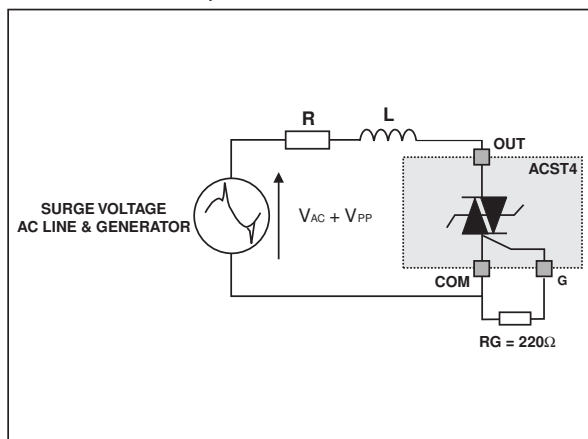 R
L
OUT
ACST4
SURGE VOLTAGE
AC LINE & GENERATOR
VAC + VPP
COM
G
RG = 220Ω